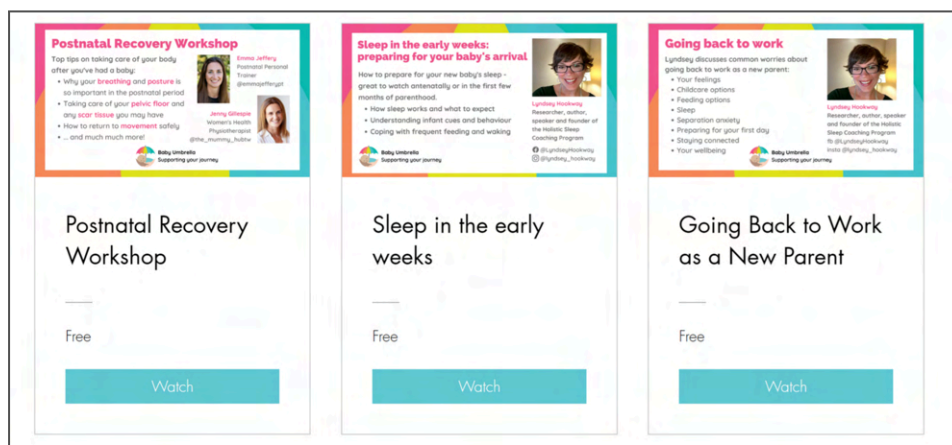 Postnatal Recovery Workshop
Top tips on taking care of your body
after you've had a baby:
• Why your breathing and posture is
so important in the postnatal period
• Taking care of your pelvic floor and
any scar tissue you may have
• How to return to movement safely
• ... and much much more!
Emma Jeffery
Postnatal Personal
Trainer
@emmajefferypt
Jenny Gillespie
Women's Health
Physiotherapist
@the_mummy_hubtw
Baby Umbrella
Supporting your journey
Postnatal Recovery
Workshop
Free
Watch
Sleep in the early weeks:
preparing for your baby's arrival
How to prepare for your new baby's sleep -
great to watch antenatally or in the first few
months of parenthood.
• How sleep works and what to expect
• Understanding infant cues and behaviour
• Coping with frequent feeding and waking
Lyndsey Hookway
Researcher, author,
speaker and founder of
the Holistic Sleep
Coaching Program
@LyndseyHookway
@lyndsey_hookway
Baby Umbrella
Supporting your journey
Sleep in the early
weeks
Free
Watch
Going back to work
Lyndsey discusses common worries about
going back to work as a new parent:
• Your feelings
• Childcare options
• Feeding options
• Sleep
• Separation anxiety
• Preparing for your first day
• Staying connected
• Your wellbeing
Lyndsey Hookway
Researcher, author, speaker
and founder of the Holistic
Sleep Coaching Program
fb @LyndseyHookway
insta @lyndsey_hookway
Baby Umbrella
Supporting your journey
Going Back to Work
as a New Parent
Free
Watch